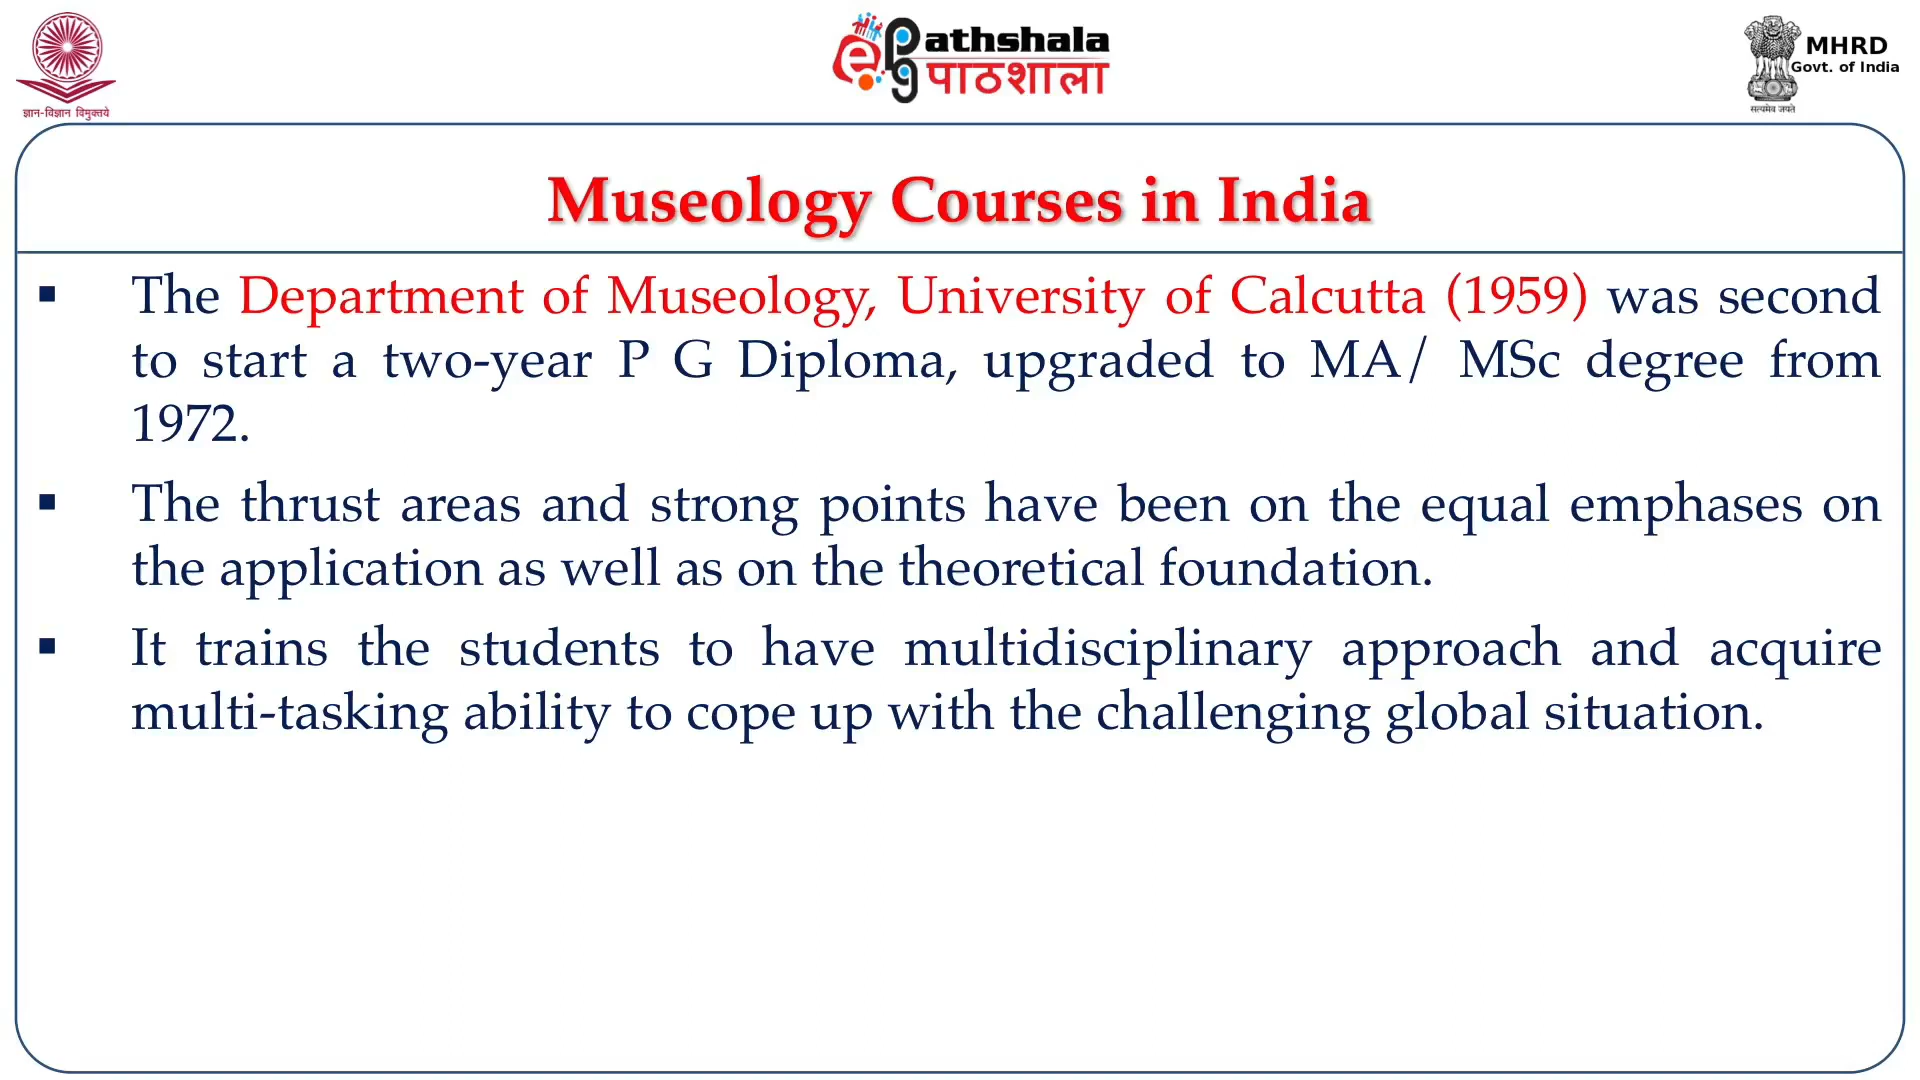 ज्ञान-विज्ञान विमुक्तये
ePathshala
पाठशाला
MHRD
Govt. of India
सत्यमेव जयते
Museology Courses in India
▪ The Department of Museology, University of Calcutta (1959) was second
to start a two-year P G Diploma, upgraded to MA/ MSc degree from
1972.
▪ The thrust areas and strong points have been on the equal emphases on
the application as well as on the theoretical foundation.
▪ It trains the students to have multidisciplinary approach and acquire
multi-tasking ability to cope up with the challenging global situation.